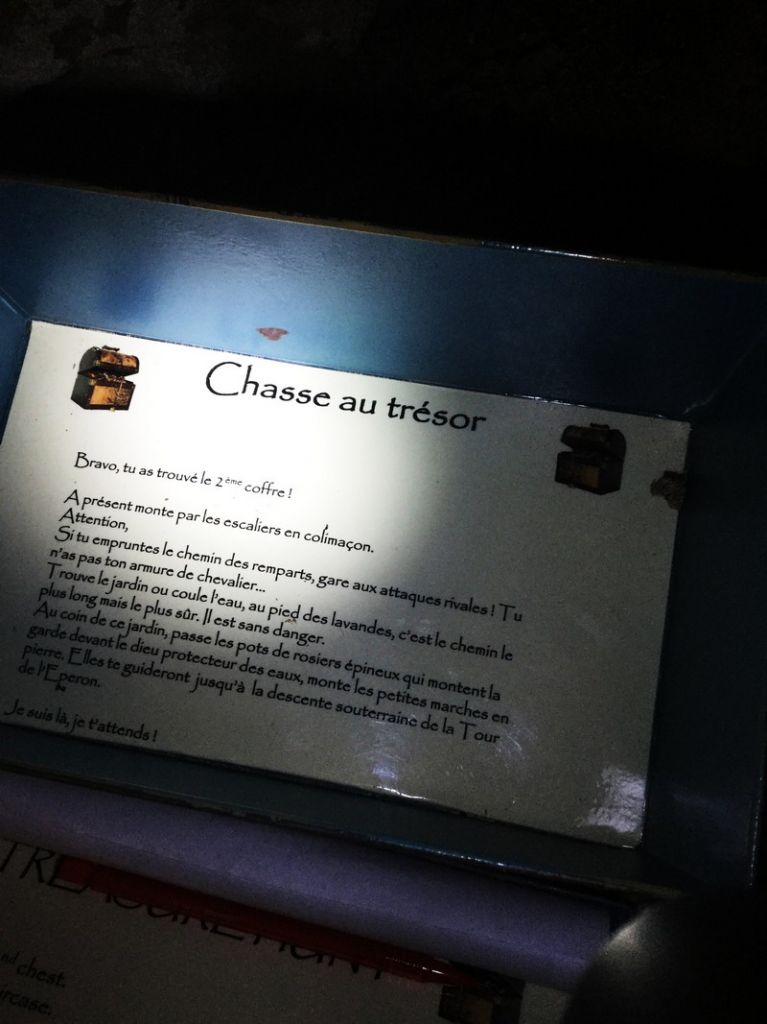 Chasse au trésor
Bravo, tu as trouvé le 2ème coffre !
A présent monte par les escaliers en colimaçon.
Attention,
Si tu empruntes le chemin des remparts, gare aux attaques rivales ! Tu
n'as pas ton armure de chevalier...
Trouve le jardin ou coule l'eau, au pied des lavandes, c'est le chemin le
plus long mais le plus sûr. Il est sans danger.
Au coin de ce jardin, passe les pots de rosiers épineux qui montent la
garde devant le dieu protecteur des eaux, monte les petites marches en
pierre. Elles te guideront jusqu'à la descente souterraine de la Tour
de l'Eperon.
Je suis là, je t'attends !
TREASURE HUNT
nd chest.
rcase.